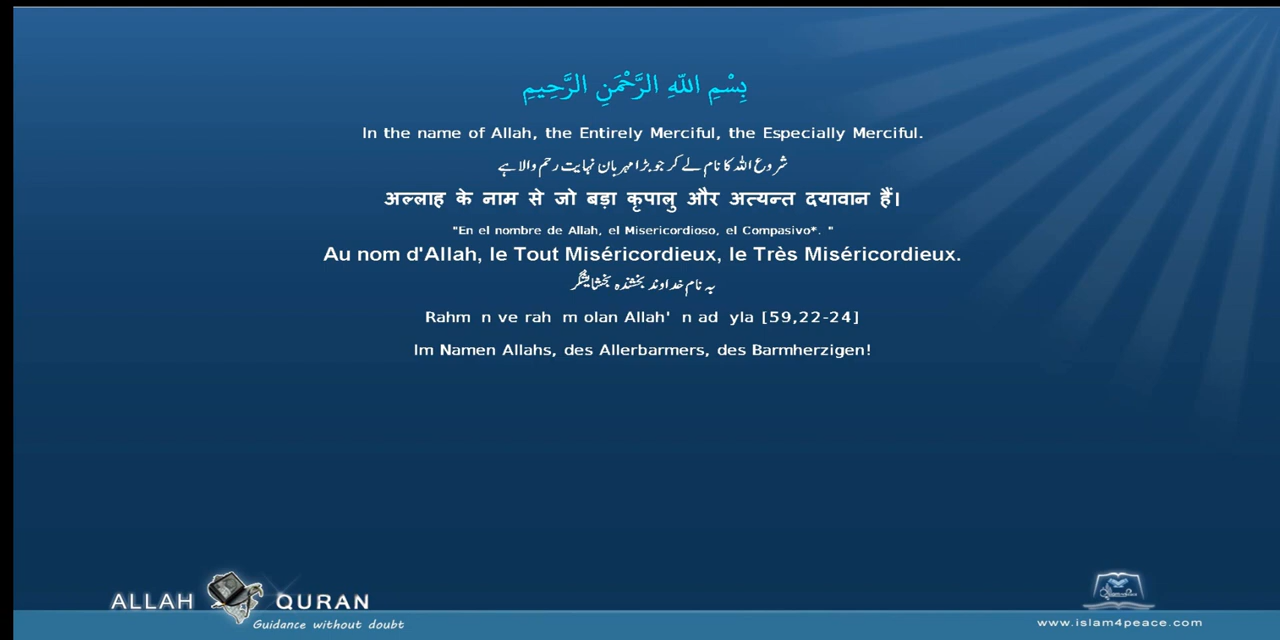 بِسْمِ اللّٰهِ الرَّحْمٰنِ الرَّحِيمِ
In the name of Allah, the Entirely Merciful, the Especially Merciful.
شروع اللہ کا نام لے کر جو بڑا مہربان نہایت رحم والا ہے
अल्लाह के नाम से जो बड़ा कृपालु और अत्यन्त दयावान हैं।
"En el nombre de Allah, el Misericordioso, el Compasivo*. "
Au nom d'Allah, le Tout Miséricordieux, le Très Miséricordieux.
به نام خداوند بخشنده بخشایشگر
Rahm n ve rah m olan Allah' n ad yla [59,22-24]
Im Namen Allahs, des Allerbarmers, des Barmherzigen!
ALLAH QURAN
Guidance without doubt
www.islam4peace.com